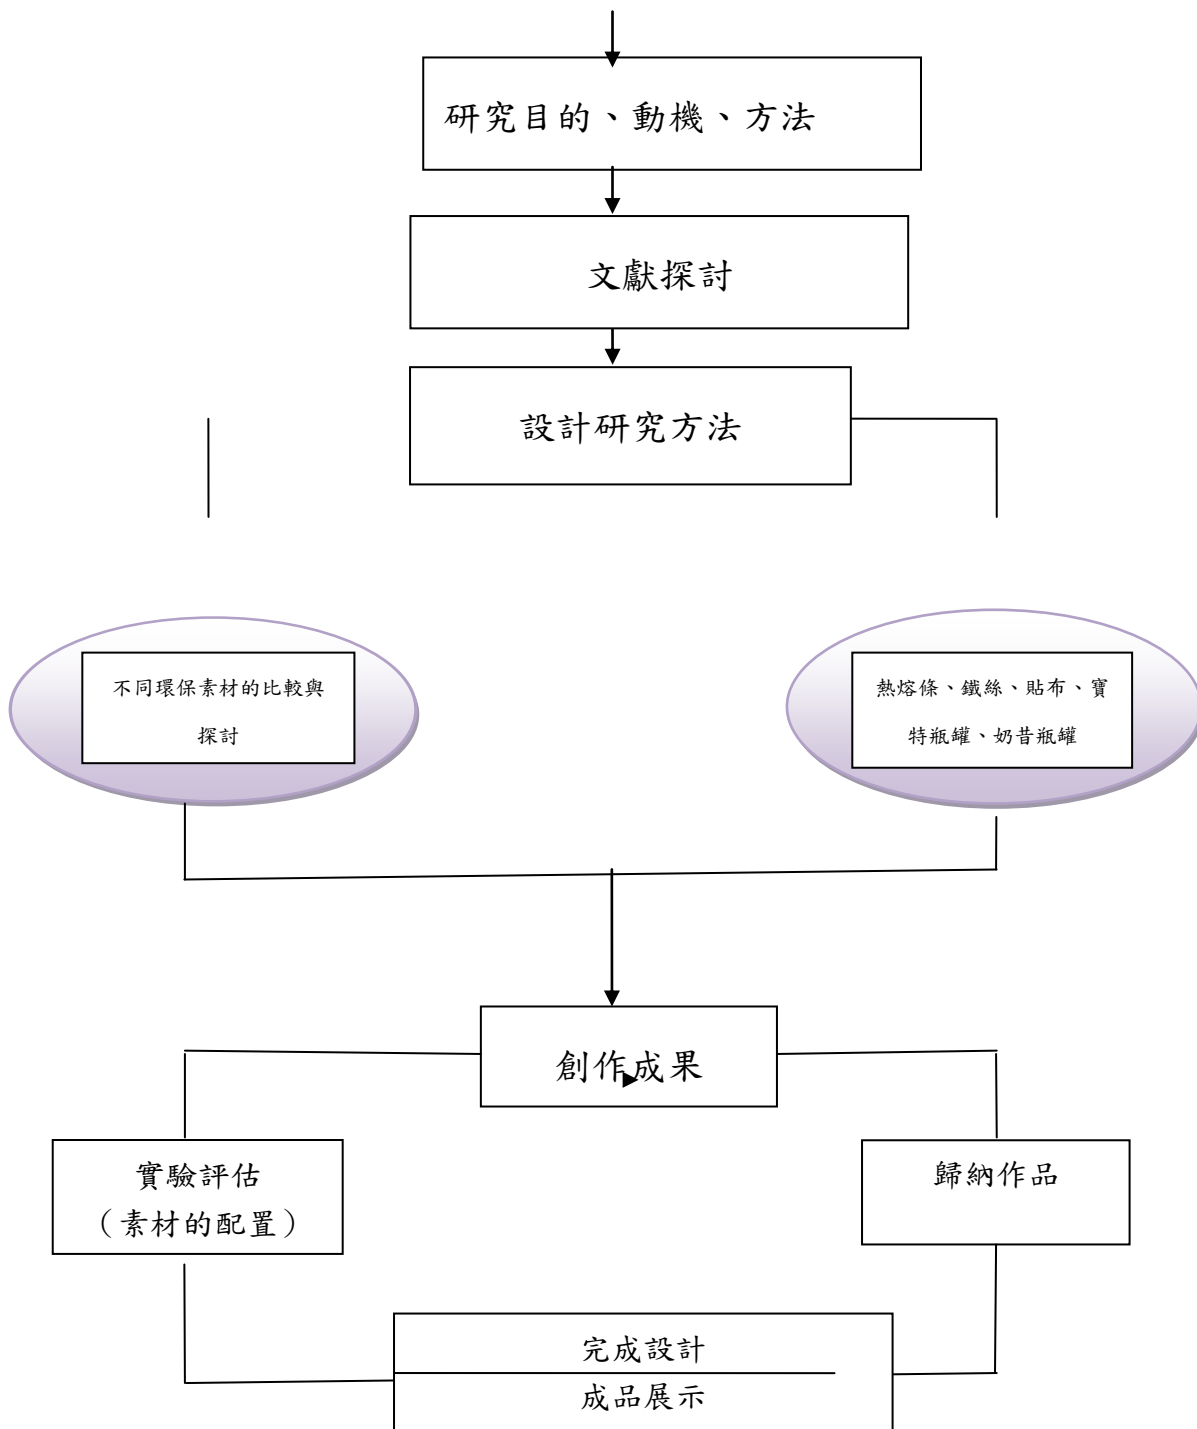 研究目的、動機、方法
文獻探討
設計研究方法
不同環保素材的比較與
探討
熱熔條、鐵絲、貼布、寶
特瓶罐、奶昔瓶罐
創作成果
實驗評估
（素材的配置）
歸納作品
完成設計
成品展示